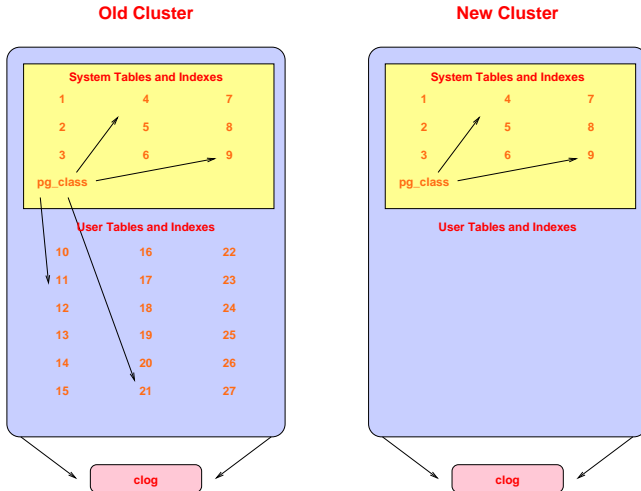 Old Cluster
System Tables and Indexes
1 4 7
2 5 8
3 6 9
pg_class
User Tables and Indexes
10 16 22
11 17 23
12 18 24
13 19 25
14 20 26
15 21 27
clog
New Cluster
System Tables and Indexes
1 4 7
2 5 8
3 6 9
pg_class
User Tables and Indexes
clog